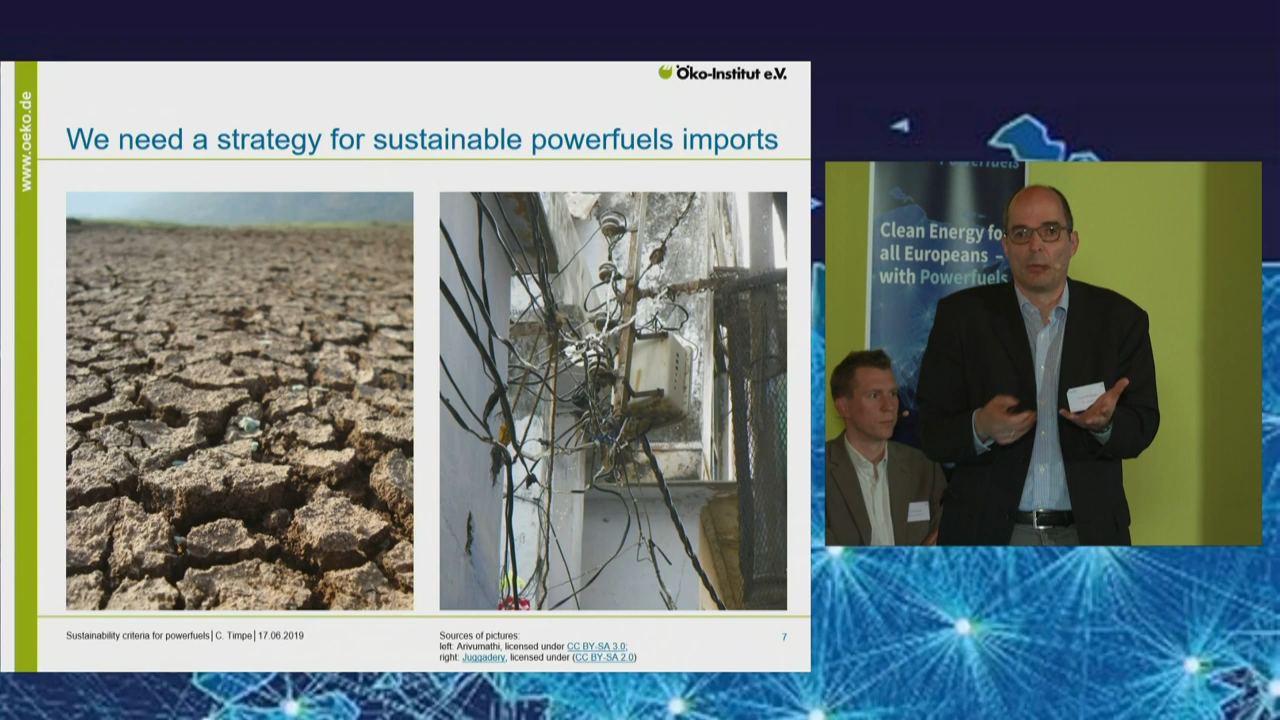 www.oeko.de
Öko-Institut e.V.
We need a strategy for sustainable powerfuels imports
Sustainability criteria for powerfuels│C. Timpe│17.06.2019
Sources of pictures:
left: Arivumathi, licensed under CC BY-SA 3.0;
right: Juggadery, licensed under (CC BY-SA 2.0)
7
Powerfuels
Clean Energy fo
all Europeans –
with Powerfuels